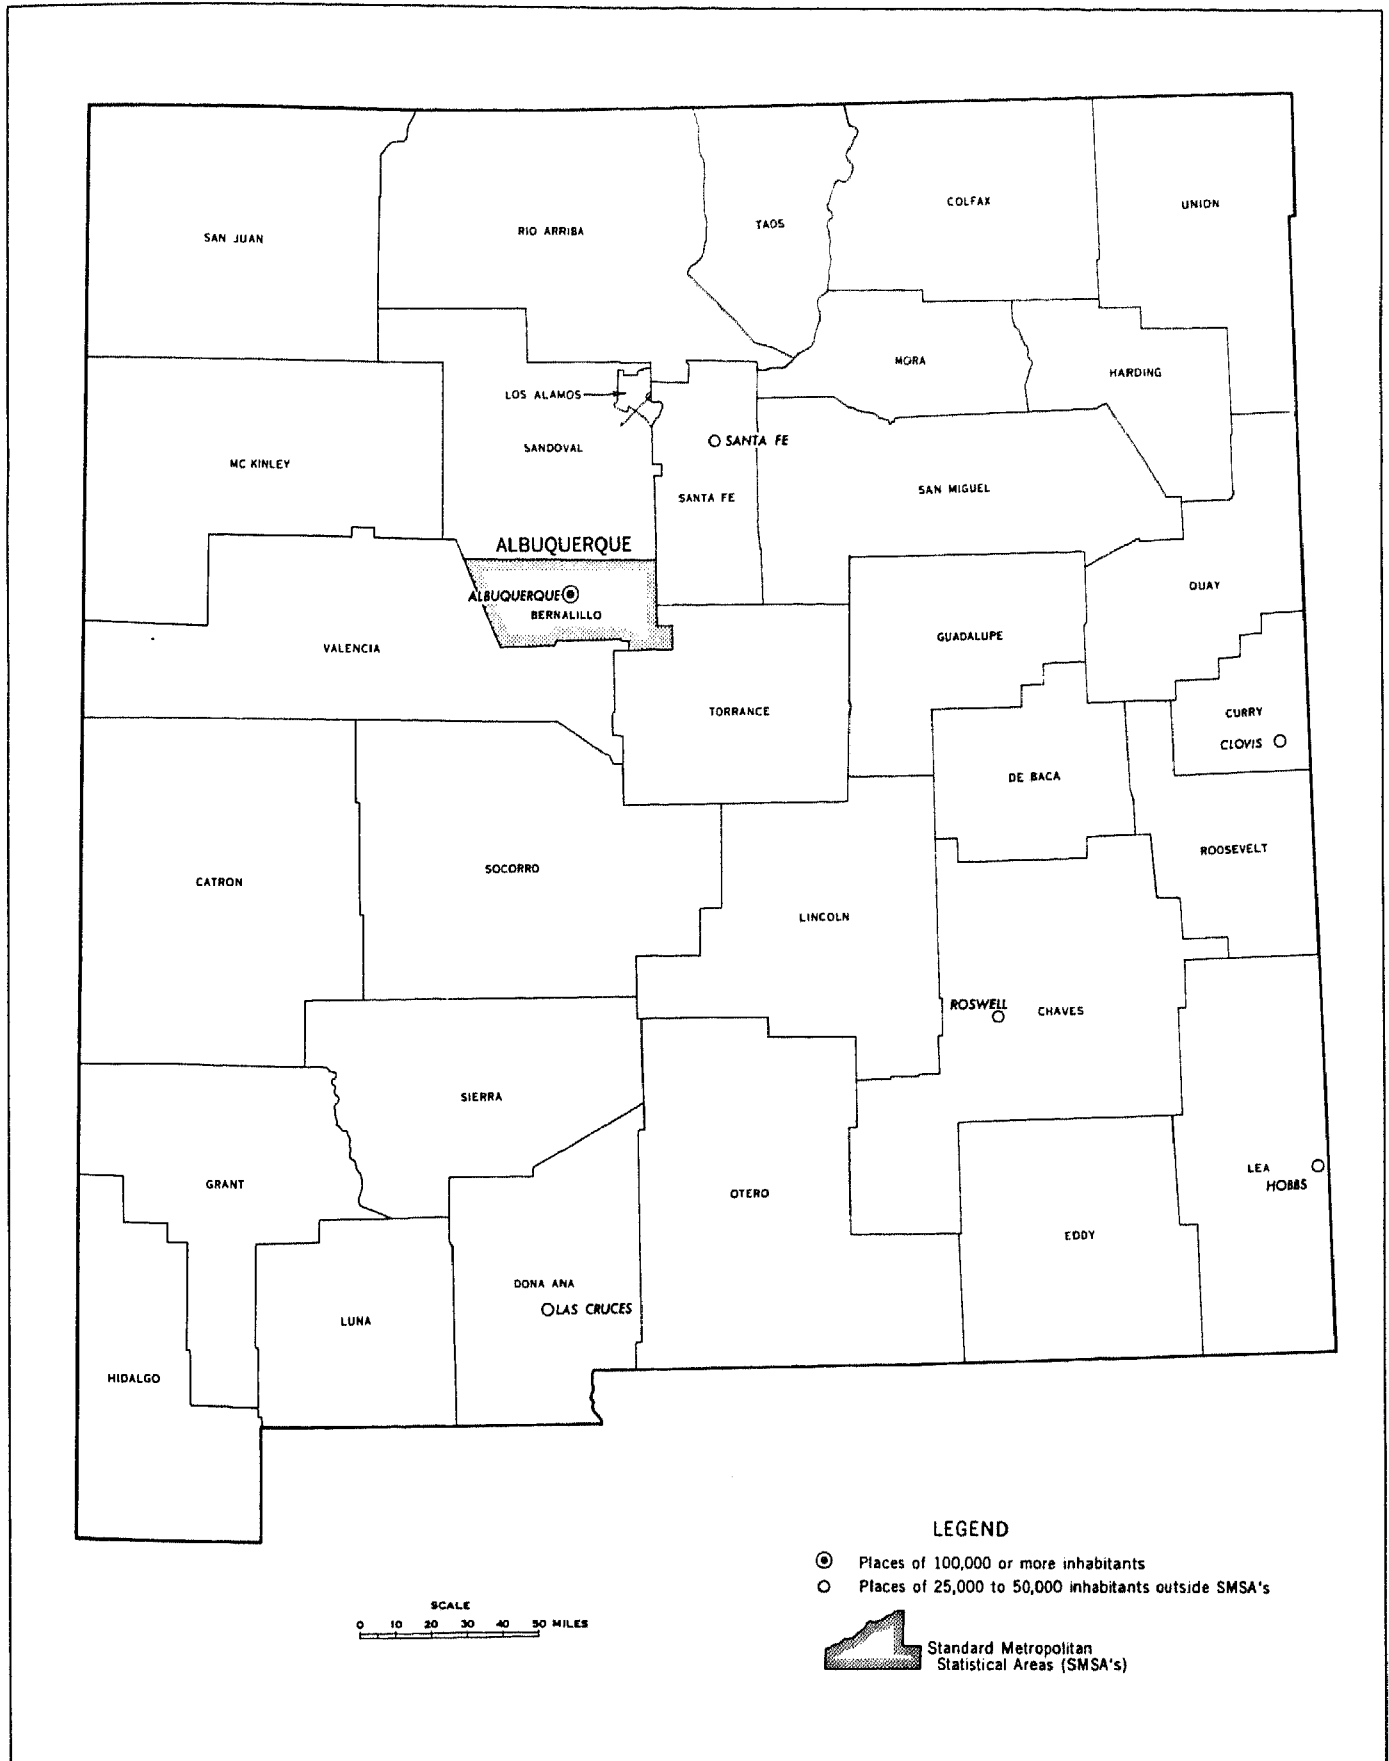 COLFAX
UNION
TAOS
RIO ARRIBA
SAN JUAN
MORA
HARDING
LOS ALAMOS
SANTA FE
SANDOVAL
MC KINLEY
SAN MIGUEL
SANTA FE
ALBUQUERQUE
QUAY
ALBUQUERQUE
BERNALILLO
GUADALUPE
VALENCIA
TORRANCE
CURRY
CLOVIS
DE BACA
ROOSEVELT
SOCORRO
CATRON
LINCOLN
ROSWELL
CHAVES
SIERRA
LEA
HOBBS
GRANT
OTERO
EDDY
DONA ANA
LAS CRUCES
LUNA
HIDALGO
LEGEND
Places of 100,000 or more inhabitants
Places of 25,000 to 50,000 inhabitants outside SMSA's
SCALE
0 10 20 30 40 50 MILES
Standard Metropolitan
Statistical Areas (SMSA's)